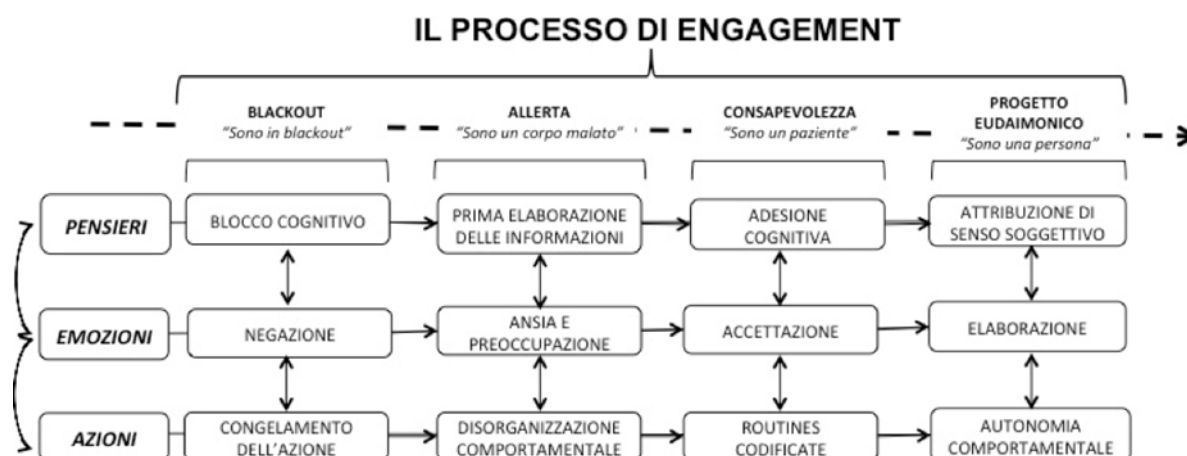 IL PROCESSO DI ENGAGEMENT
BLACKOUT
"Sono in blackout"
ALLERTA
"Sono un corpo malato"
CONSAPEVOLEZZA
"Sono un paziente"
PROGETTO
EUDAIMONICO
"Sono una persona"
PENSIERI
BLOCCO COGNITIVO
PRIMA ELABORAZIONE
DELLE INFORMAZIONI
ADESIONE
COGNITIVA
ATTRIBUZIONE DI
SENSO SOGGETTIVO
EMOZIONI
NEGAZIONE
ANSIA E
PREOCCUPAZIONE
ACCETTAZIONE
ELABORAZIONE
AZIONI
CONGELAMENTO
DELL'AZIONE
DISORGANIZZAZIONE
COMPORTAMENTALE
ROUTINES
CODIFICATE
AUTONOMIA
COMPORTAMENTALE